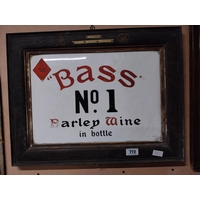 "Bass"
No. 1
Barley Wine
in bottle